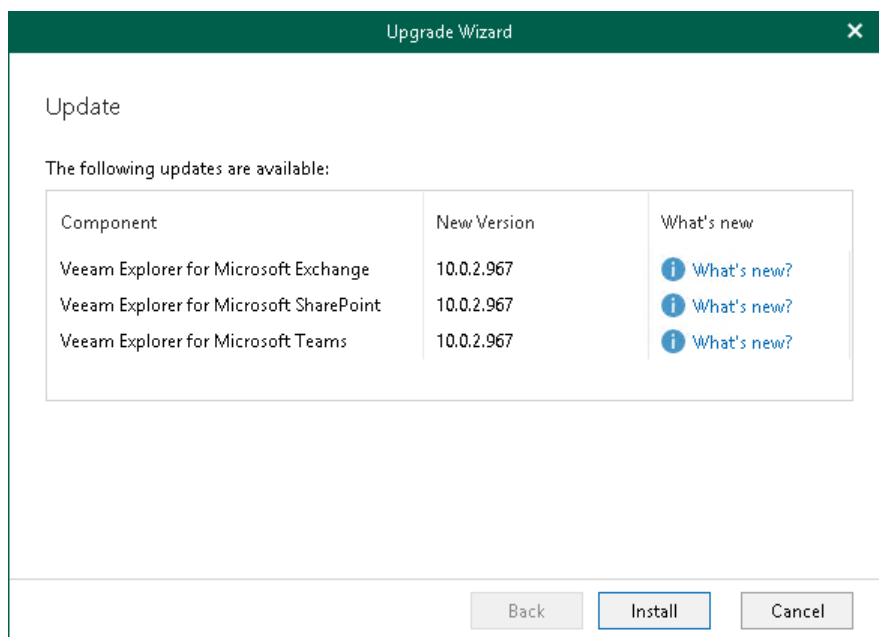 Upgrade Wizard
Update
The following updates are available:
Component New Version What's new
Veeam Explorer for Microsoft Exchange 10.0.2.967 What's new?
Veeam Explorer for Microsoft SharePoint 10.0.2.967 What's new?
Veeam Explorer for Microsoft Teams 10.0.2.967 What's new?
Back Install Cancel